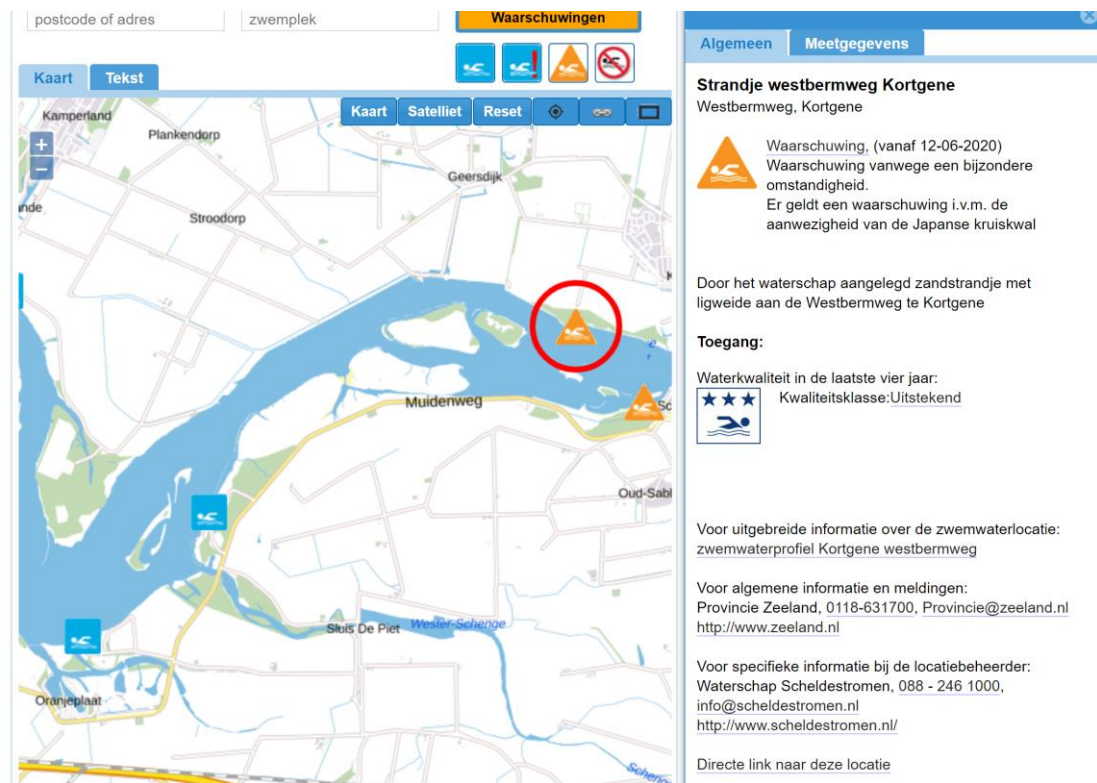 postcode of adres
zwemplek
Waarschuwingen
Kaart
Tekst
Kaart
Satelliet
Reset
Kamperland
Plankendorp
Geersdijk
Stroodorp
Muidenweg
Oud-Sabl
Sluis De Piet
Wester-Schenge
Oranjeplaat
Algemeen
Meetgegevens
Strandje westbermweg Kortgene
Westbermweg, Kortgene
Waarschuwing, (vanaf 12-06-2020)
Waarschuwing vanwege een bijzondere
omstandigheid.
Er geldt een waarschuwing i.v.m. de
aanwezigheid van de Japanse kruiskwal
Door het waterschap aangelegd zandstrandje met
ligweide aan de Westbermweg te Kortgene
Toegang:
Waterkwaliteit in de laatste vier jaar:
Kwaliteitsklasse:Uitstekend
Voor uitgebreide informatie over de zwemwaterlocatie:
zwemwaterprofiel Kortgene westbermweg
Voor algemene informatie en meldingen:
Provincie Zeeland, 0118-631700, Provincie@zeeland.nl
http://www.zeeland.nl
Voor specifieke informatie bij de locatiebeheerder:
Waterschap Scheldestromen, 088 - 246 1000,
info@scheldestromen.nl
http://www.scheldestromen.nl/
Directe link naar deze locatie